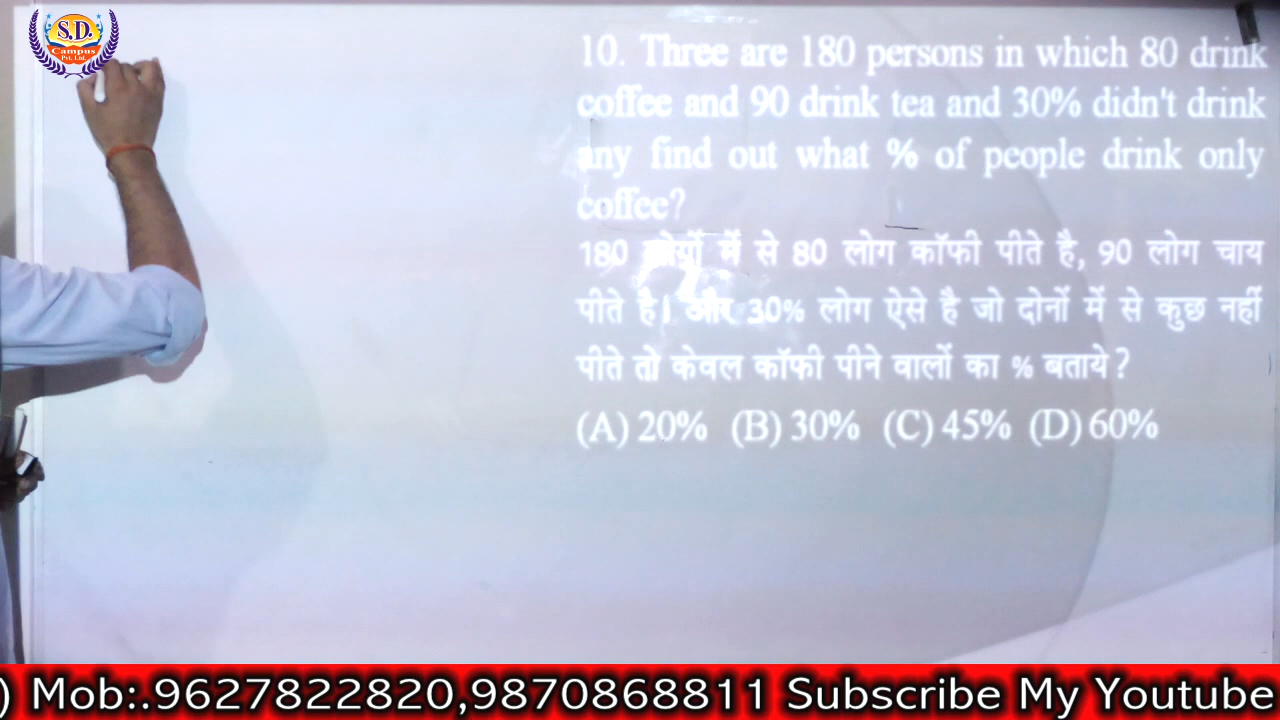 S.D.
Campus
Pvt. Ltd.
10. Three are 180 persons in which 80 drink
coffee and 90 drink tea and 30% didn't drink
any find out what % of people drink only
coffee?
180 लोगों में से 80 लोग कॉफी पीते है, 90 लोग चाय
पीते है। और 30% लोग ऐसे है जो दोनों में से कुछ नहीं
पीते तो केवल कॉफी पीने वालों का % बताये?
(A) 20% (B) 30% (C) 45% (D) 60%
) Mob:.9627822820,9870868811 Subscribe My Youtube